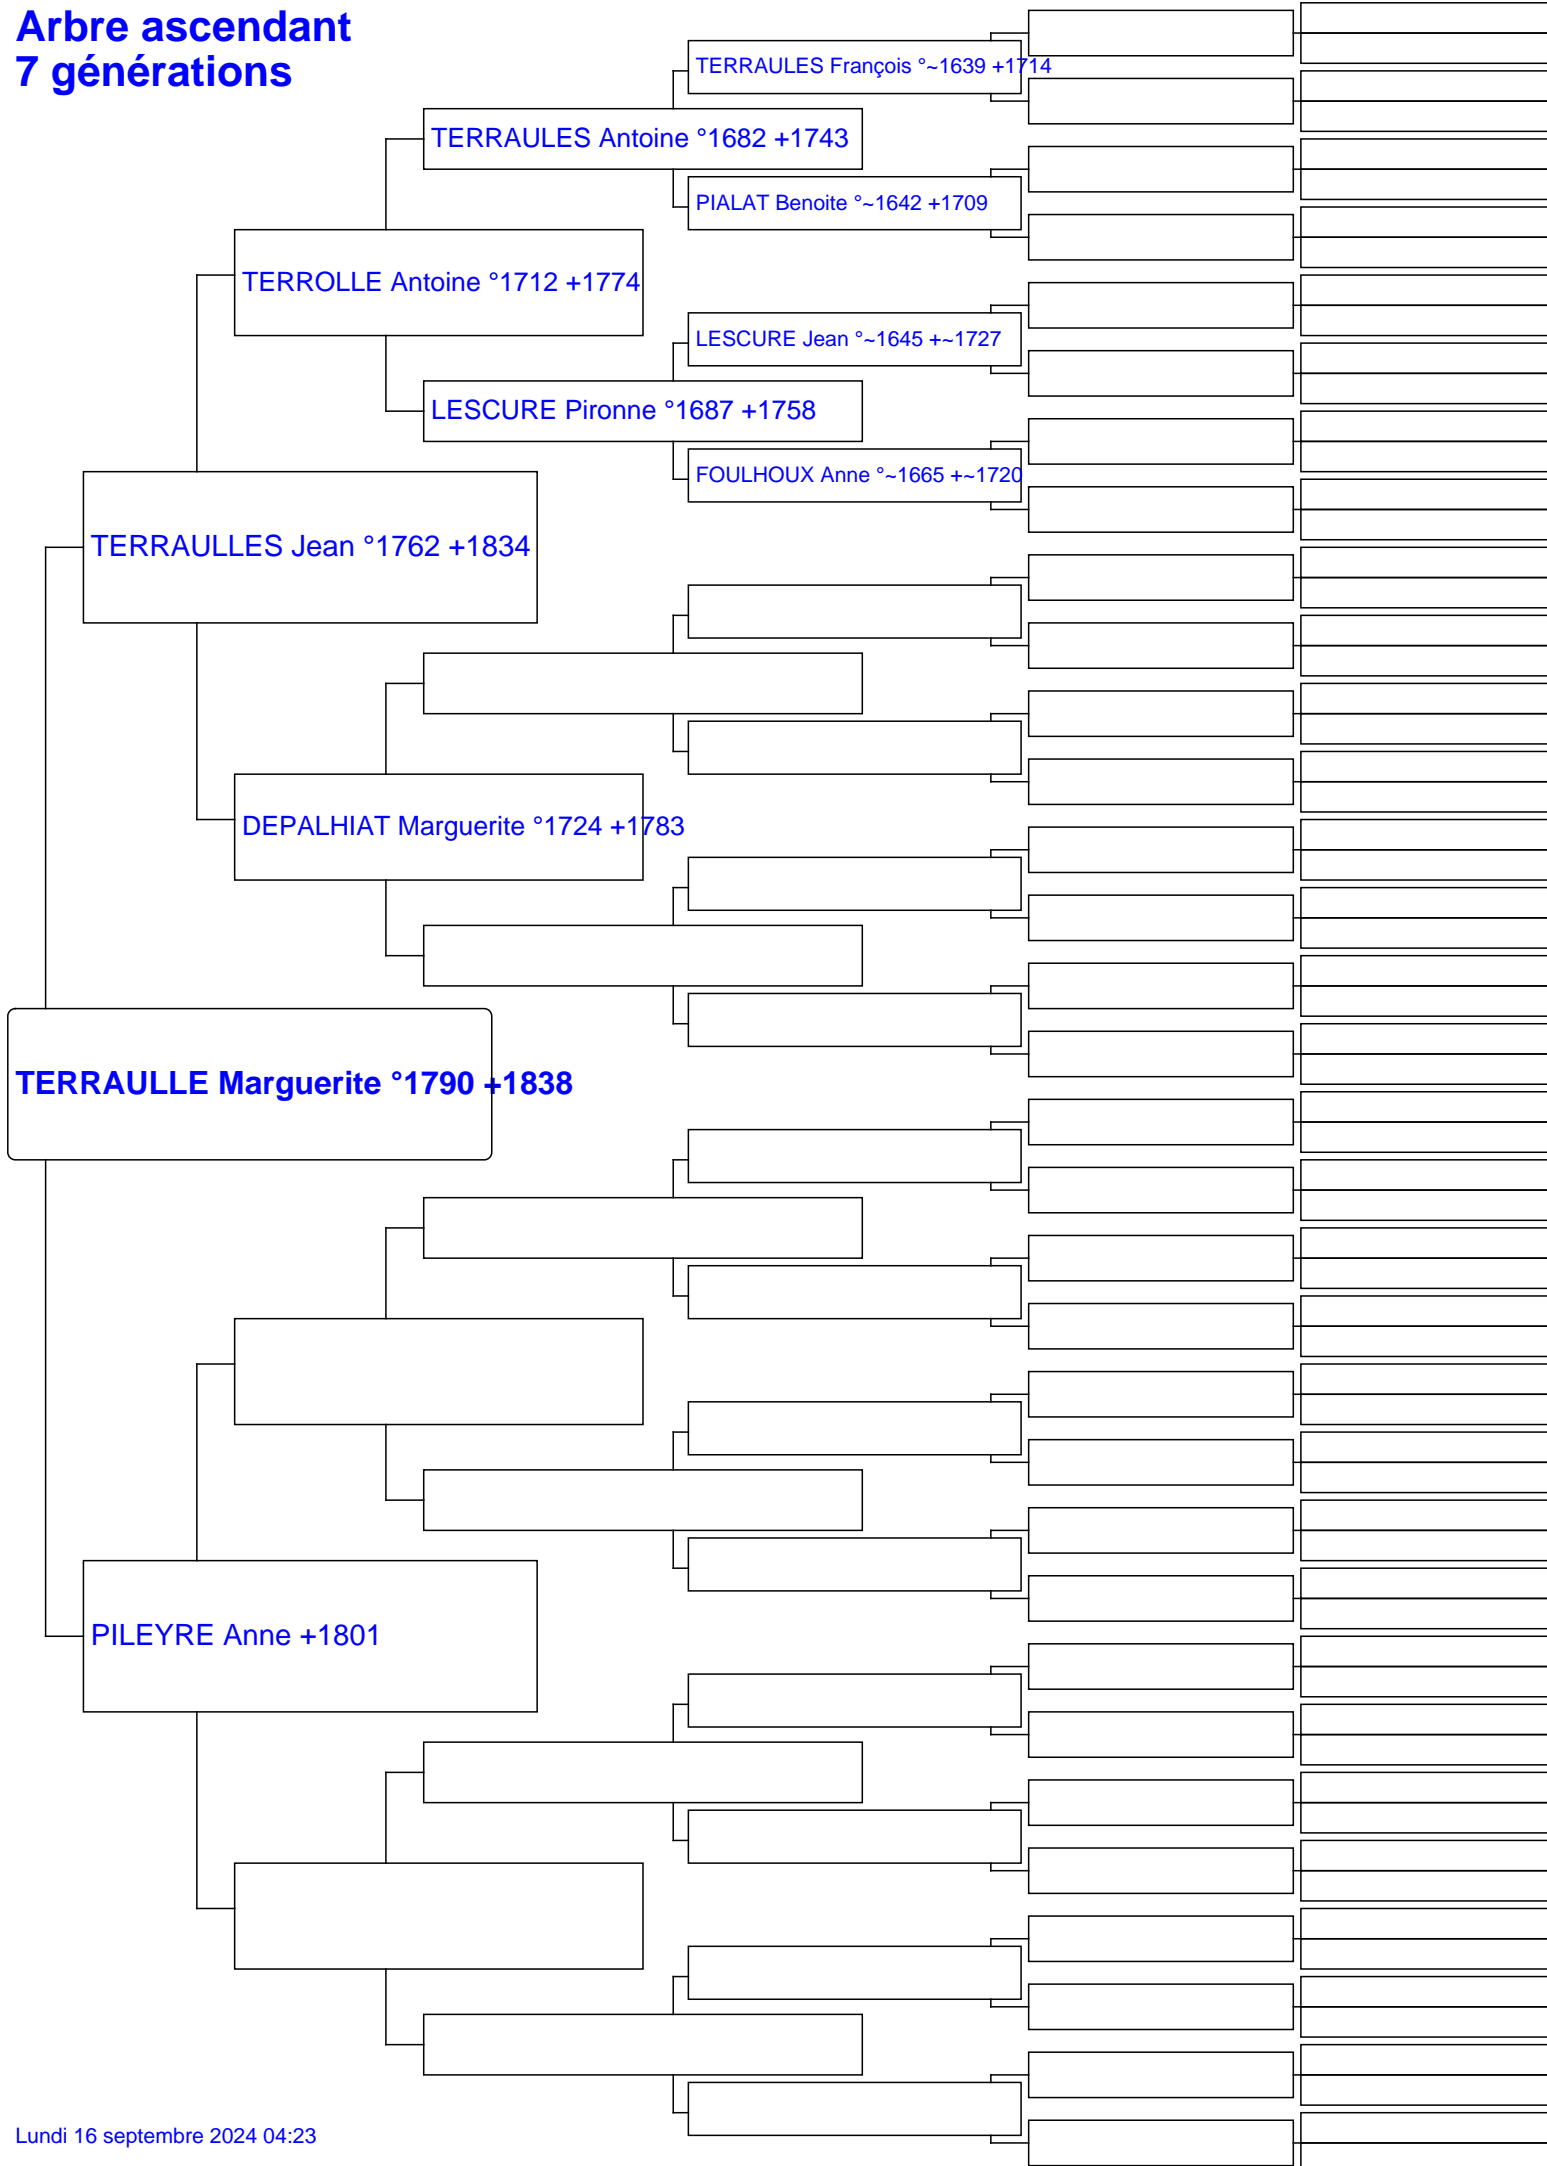 Arbre ascendant
7 générations
TERRAULES François °~1639 +1714
TERRAULES Antoine °1682 +1743
PIALAT Benoite °~1642 +1709
TERROLLE Antoine °1712 +1774
LESCURE Jean °~1645 +~1727
LESCURE Pironne °1687 +1758
FOULHOUX Anne °~1665 +~1720
TERRAULLES Jean °1762 +1834
DEPALHIAT Marguerite °1724 +1783
TERRAULLE Marguerite °1790 +1838
PILEYRE Anne +1801
Lundi 16 septembre 2024 04:23